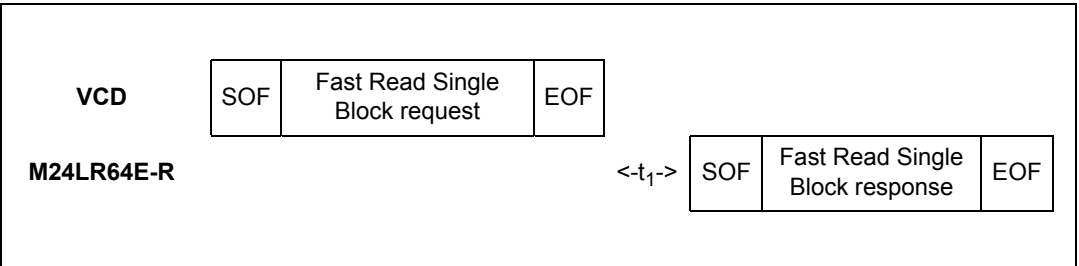 VCD
SOF
Fast Read Single
Block request
EOF
M24LR64E-R
<-t1->
SOF
Fast Read Single
Block response
EOF